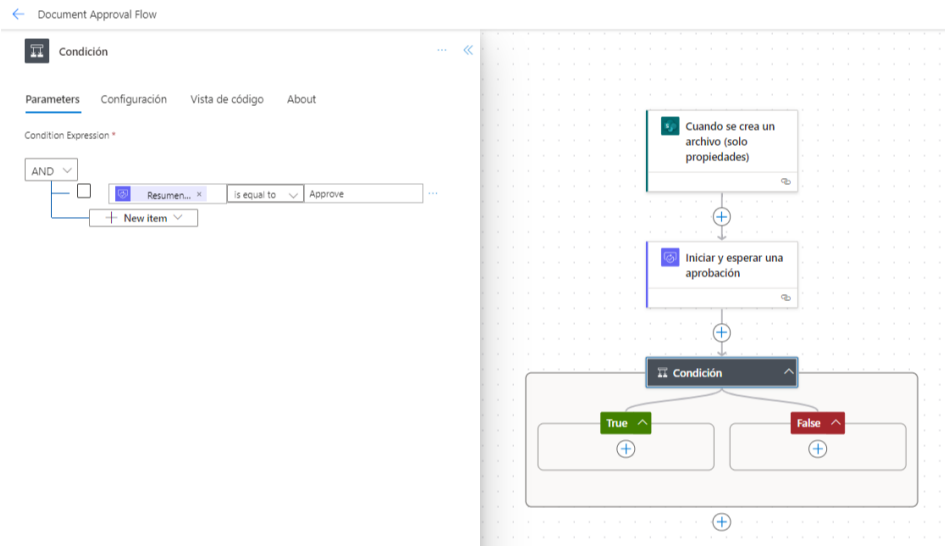 Document Approval Flow
Condición
Parameters
Configuración
Vista de código
About
Condition Expression *
AND
Resumen... ×
is equal to
Approve
New item
Cuando se crea un
archivo (solo
propiedades)
Iniciar y esperar una
aprobación
Condición
True
False